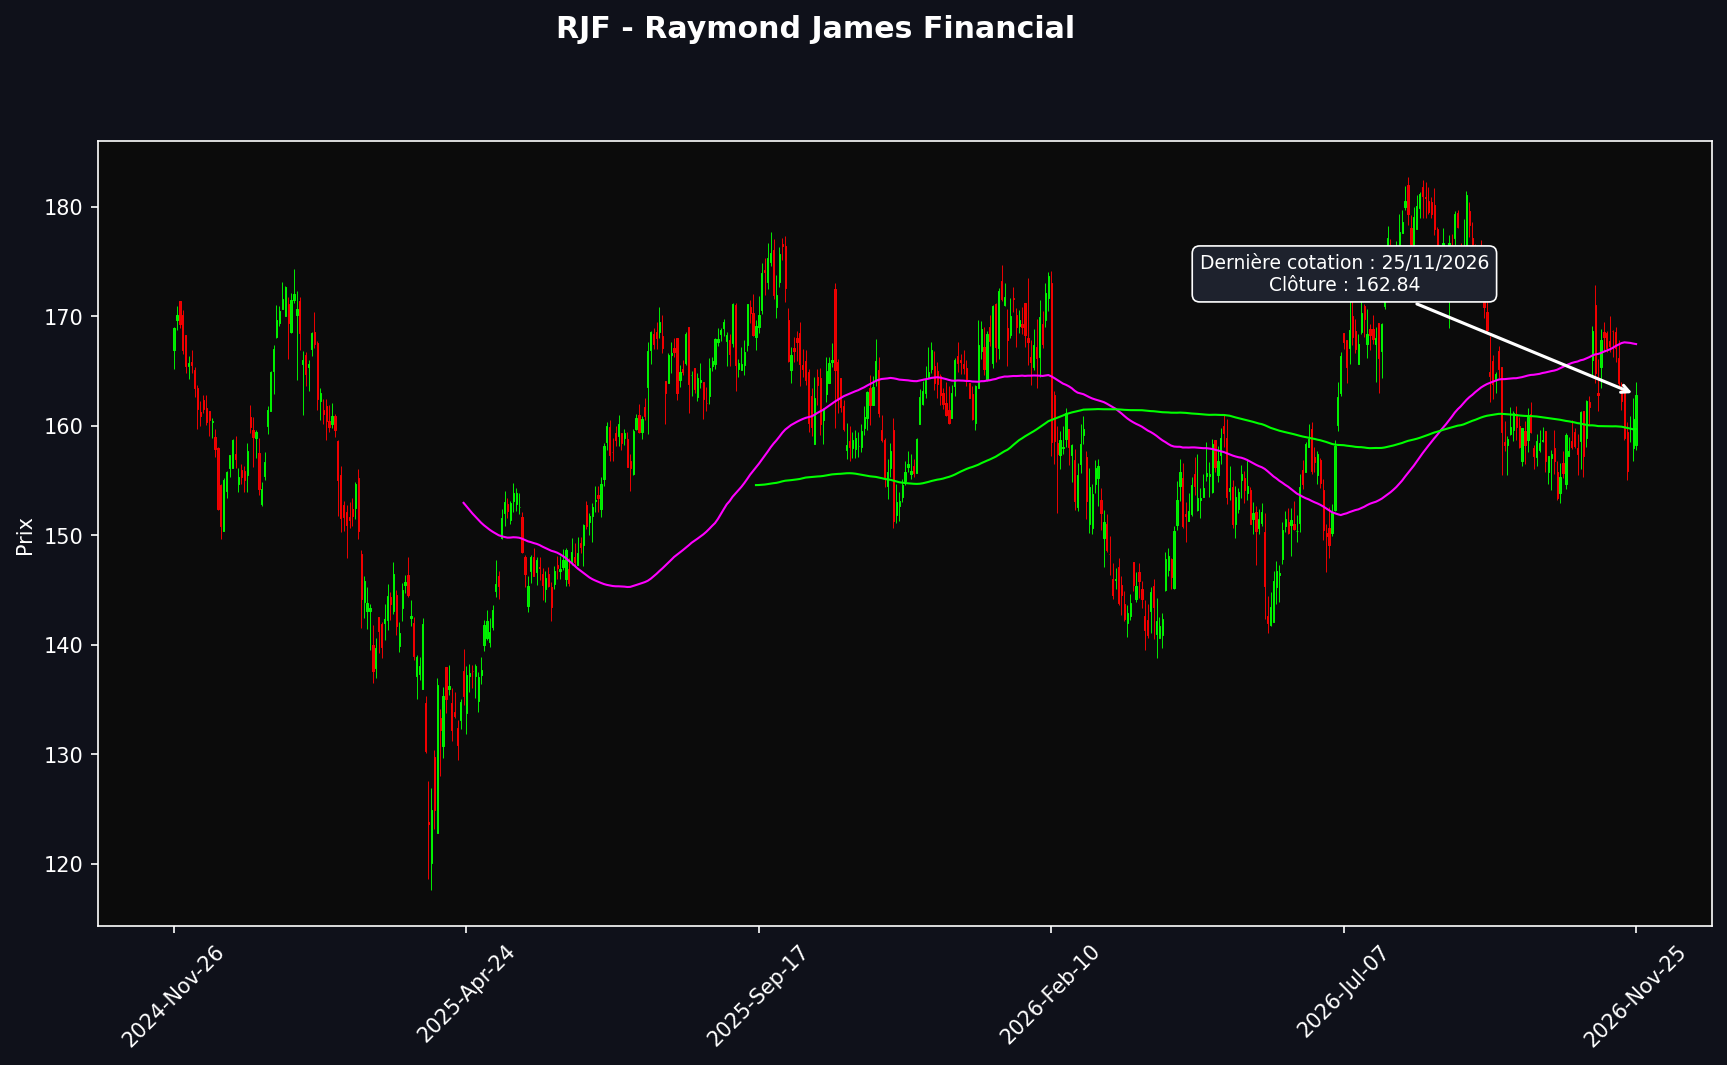 RJF - Raymond James Financial
Dernière cotation : 25/11/2026
Clôture : 162.84
Prix
180
170
160
150
140
130
120
2024-Nov-26
2025-Apr-24
2025-Sep-17
2026-Feb-10
2026-Jul-07
2026-Nov-25